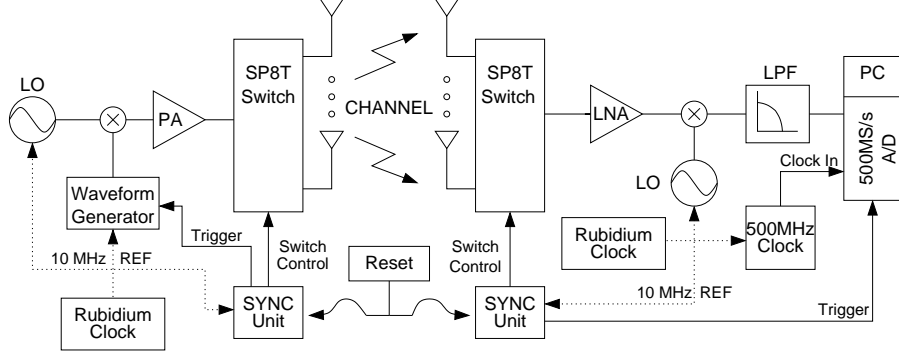 LO
PA
SP8T
Switch
CHANNEL
SP8T
Switch
LNA
LO
LPF
PC
500MS/s
A/D
Clock In
Waveform
Generator
Trigger
10 MHz REF
Rubidium
Clock
Switch
Control
SYNC
Unit
Reset
Switch
Control
SYNC
Unit
Rubidium
Clock
500MHz
Clock
10 MHz REF
Trigger